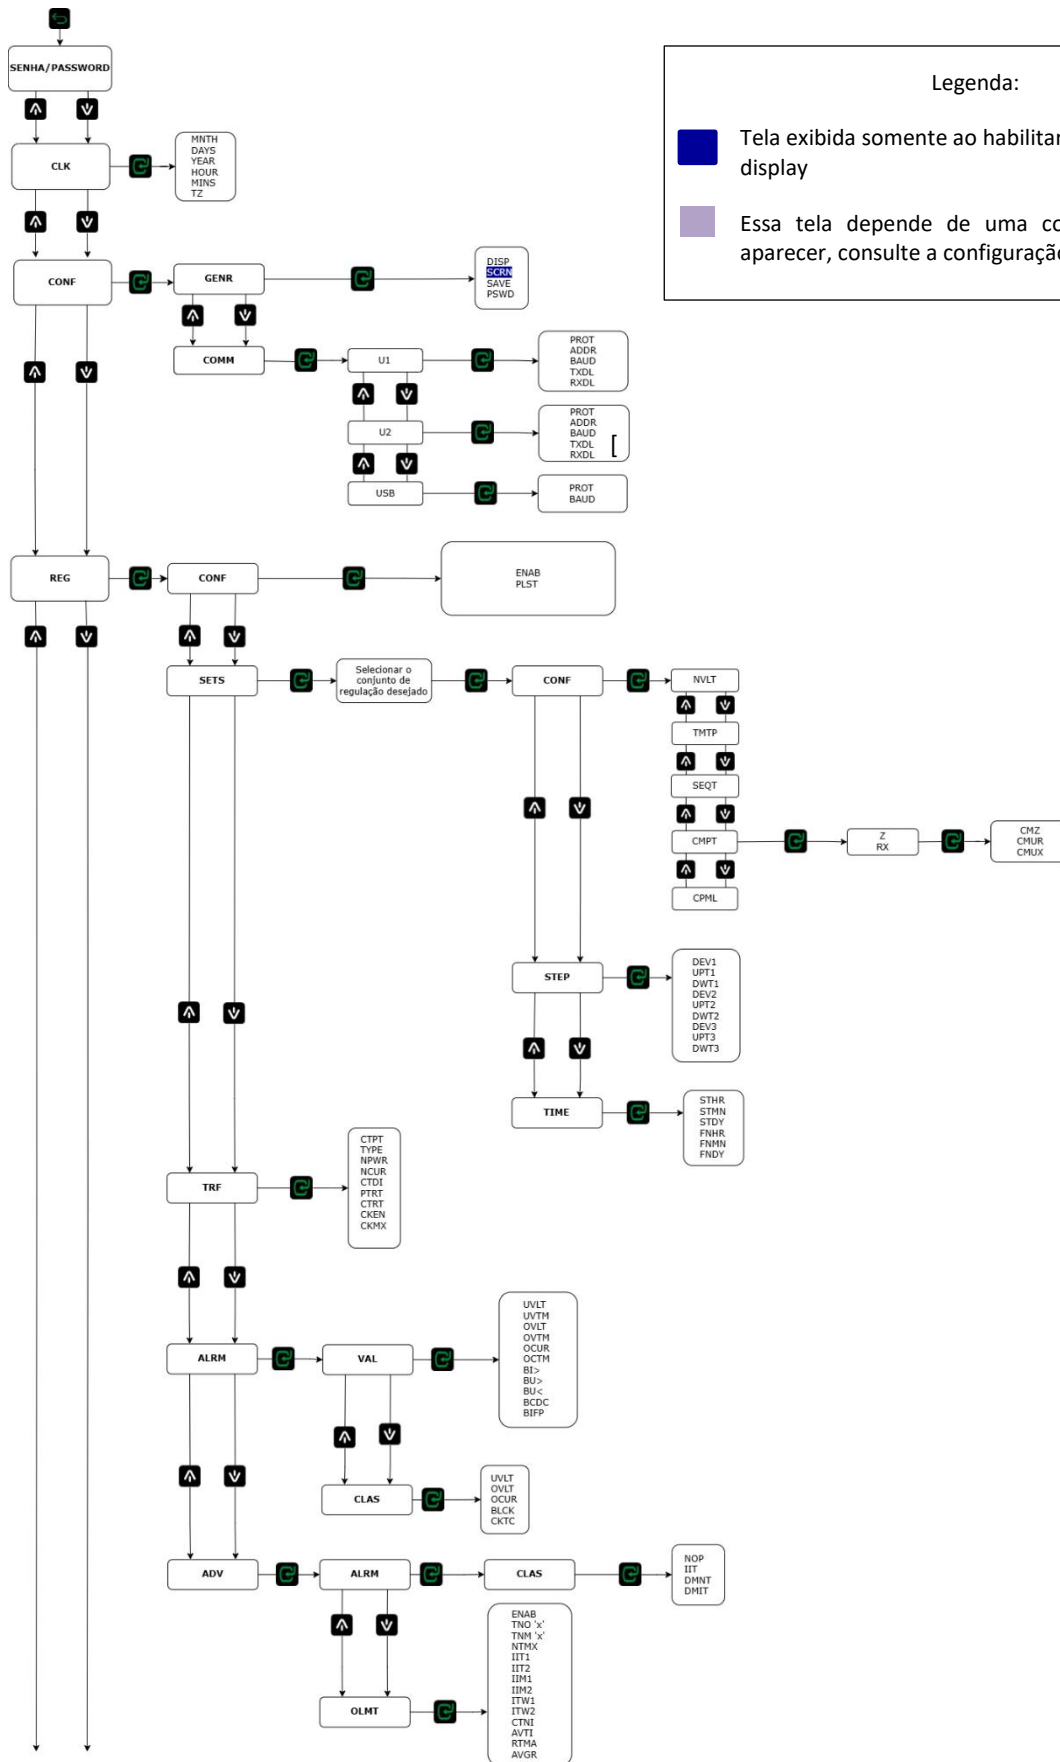 SENHA/PASSWORD
Legenda:
Tela exibida somente ao habilitar
display
Essa tela depende de uma co
aparecer, consulte a configuração
CLK
MNTH
DAYS
YEAR
HOUR
MINS
TZ
CONF
GENR
DISP
SCRN
SAVE
PSWD
COMM
U1
PROT
ADDR
BAUD
TXDL
RXDL
U2
PROT
ADDR
BAUD
TXDL
RXDL [
USB
PROT
BAUD
REG
CONF
ENAB
PLST
SETS
Selecionar o
conjunto de
regulação desejado
CONF
NVLT
TMTP
SEQT
CMPT
Z
RX
CMZ
CMUR
CMUX
CPML
STEP
DEV1
UPT1
DWT1
DEV2
UPT2
DWT2
DEV3
UPT3
DWT3
TIME
STHR
STMN
STDY
FNHR
FNMN
FNDY
TRF
CTPT
TYPE
NPWR
NCUR
CTDI
PTRT
CTRT
CKEN
CKMX
ALRM
VAL
UVLT
UVTM
OVLT
OVTM
OCUR
OCTM
BI>
BU>
BU<
BCDC
BIFP
CLAS
UVLT
OVLT
OCUR
BLCK
CKTC
ADV
ALRM
CLAS
NOP
IIT
DMNT
DMIT
OLMT
ENAB
TNO 'x'
TNM 'x'
NTMX
IIT1
IIT2
IIM1
IIM2
ITW1
ITW2
CTNI
AVTI
RTMA
AVGR